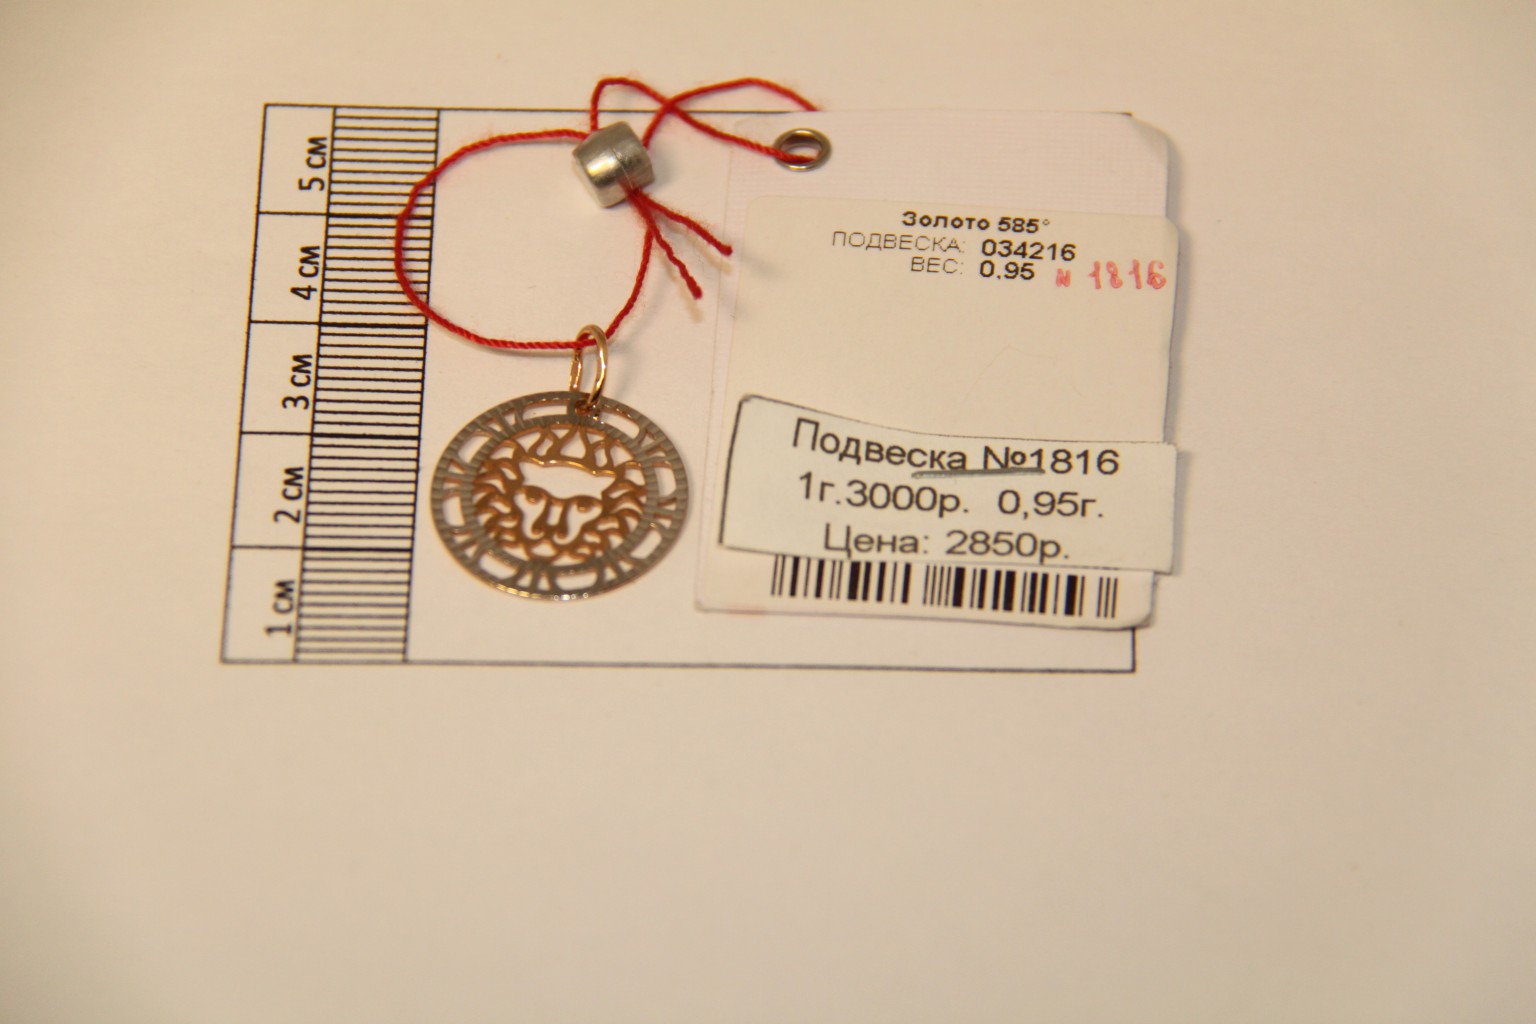 5 см
4 см
3 см
2 см
1 см
Золото 585°
ПОДВЕСКА: 034216
ВЕС: 0.95 № 1816
Подвеска №1816
1г.3000р. 0,95г.
Цена: 2850р.